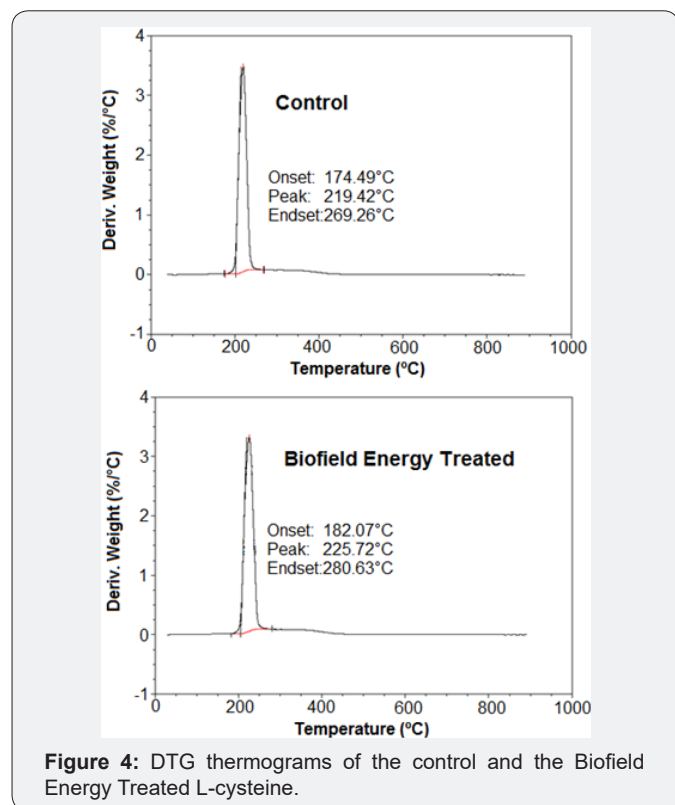 4
3
2
1
0
-1
Deriv. Weight (%/°C)
Control
Onset: 174.49°C
Peak: 219.42°C
Endset:269.26°C
0 200 400 600 800 1000
Temperature (ºC)
4
3
2
1
0
-1
Deriv. Weight (%/°C)
Biofield Energy Treated
Onset: 182.07°C
Peak: 225.72°C
Endset:280.63°C
0 200 400 600 800 1000
Temperature (ºC)
Figure 4: DTG thermograms of the control and the Biofield
Energy Treated L-cysteine.